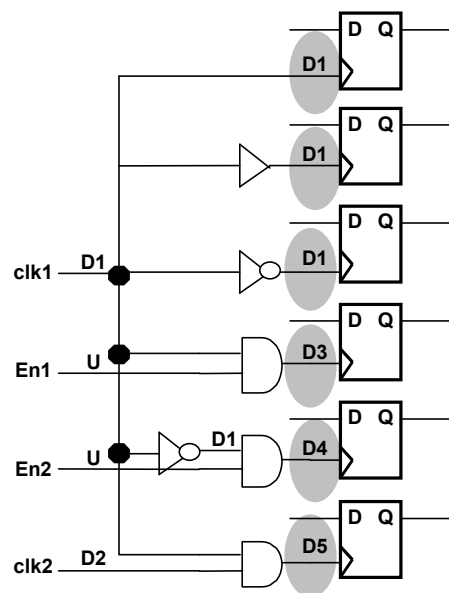 D Q
D1
D Q
D1
D Q
clk1 D1 D1
D Q
D3
En1 U
D Q
D1 D4
En2 U
D Q
D5
clk2 D2